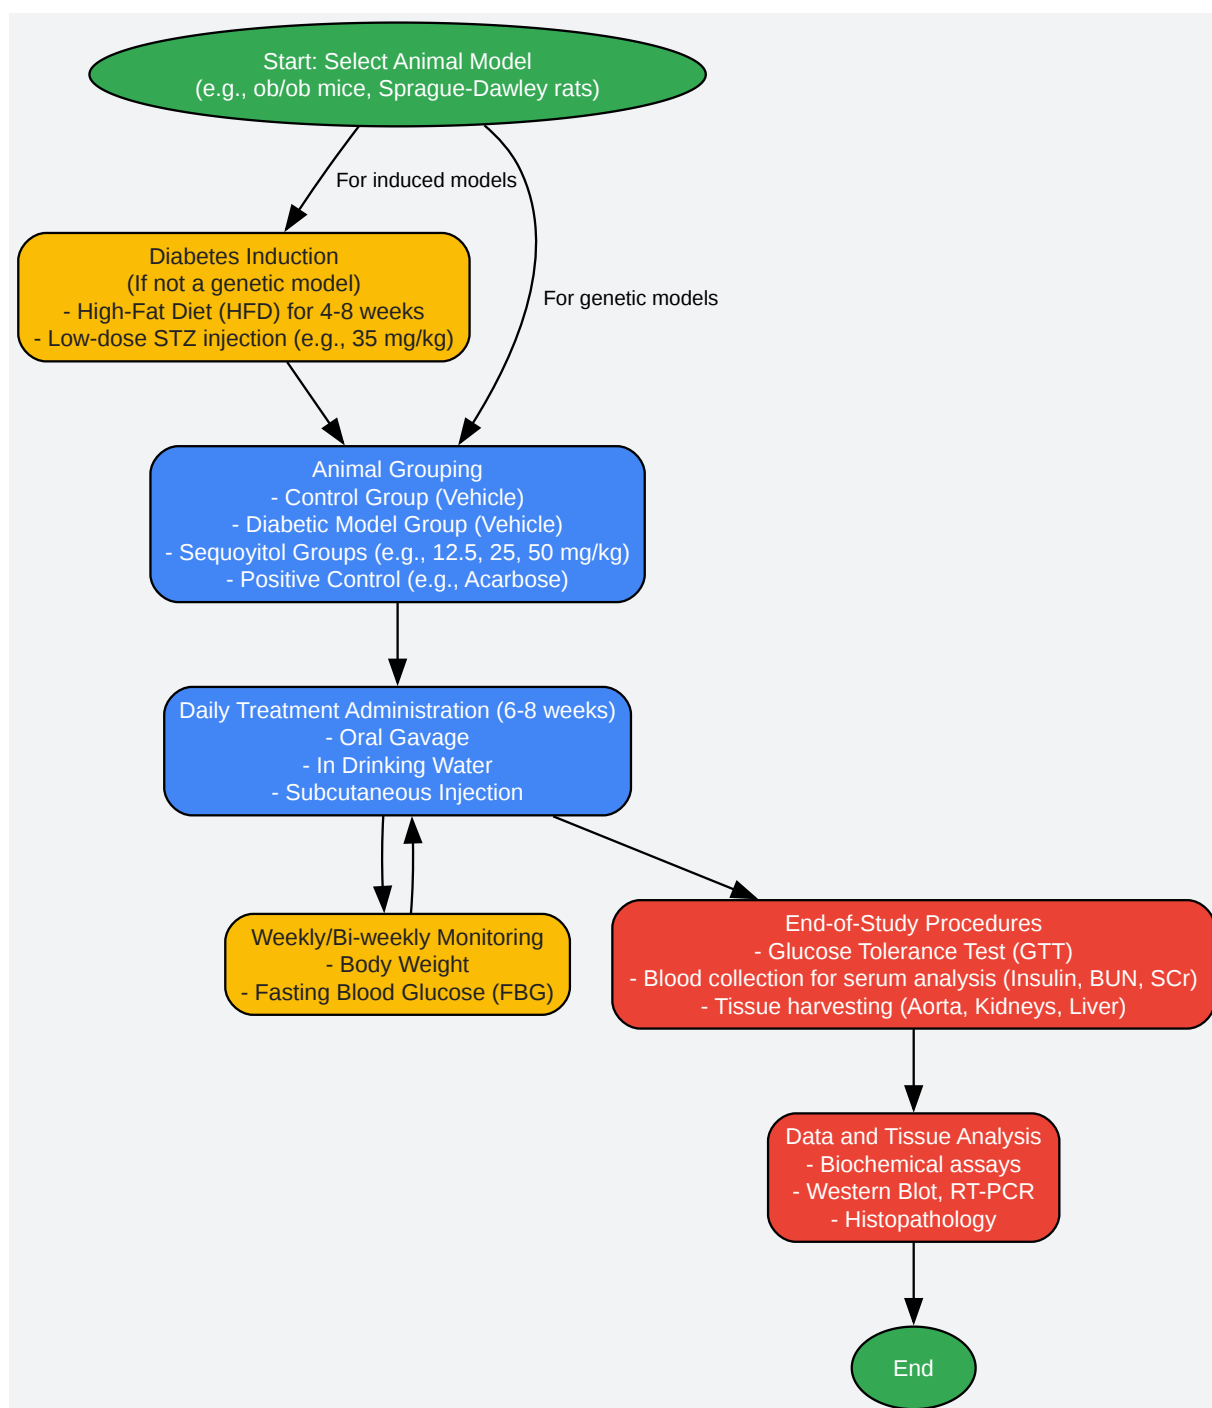 Start: Select Animal Model
(e.g., ob/ob mice, Sprague-Dawley rats)
For induced models
Diabetes Induction
(If not a genetic model)
- High-Fat Diet (HFD) for 4-8 weeks
- Low-dose STZ injection (e.g., 35 mg/kg)
For genetic models
Animal Grouping
- Control Group (Vehicle)
- Diabetic Model Group (Vehicle)
- Sequoyitol Groups (e.g., 12.5, 25, 50 mg/kg)
- Positive Control (e.g., Acarbose)
Daily Treatment Administration (6-8 weeks)
- Oral Gavage
- In Drinking Water
- Subcutaneous Injection
Weekly/Bi-weekly Monitoring
- Body Weight
- Fasting Blood Glucose (FBG)
End-of-Study Procedures
- Glucose Tolerance Test (GTT)
- Blood collection for serum analysis (Insulin, BUN, SCr)
- Tissue harvesting (Aorta, Kidneys, Liver)
Data and Tissue Analysis
- Biochemical assays
- Western Blot, RT-PCR
- Histopathology
End